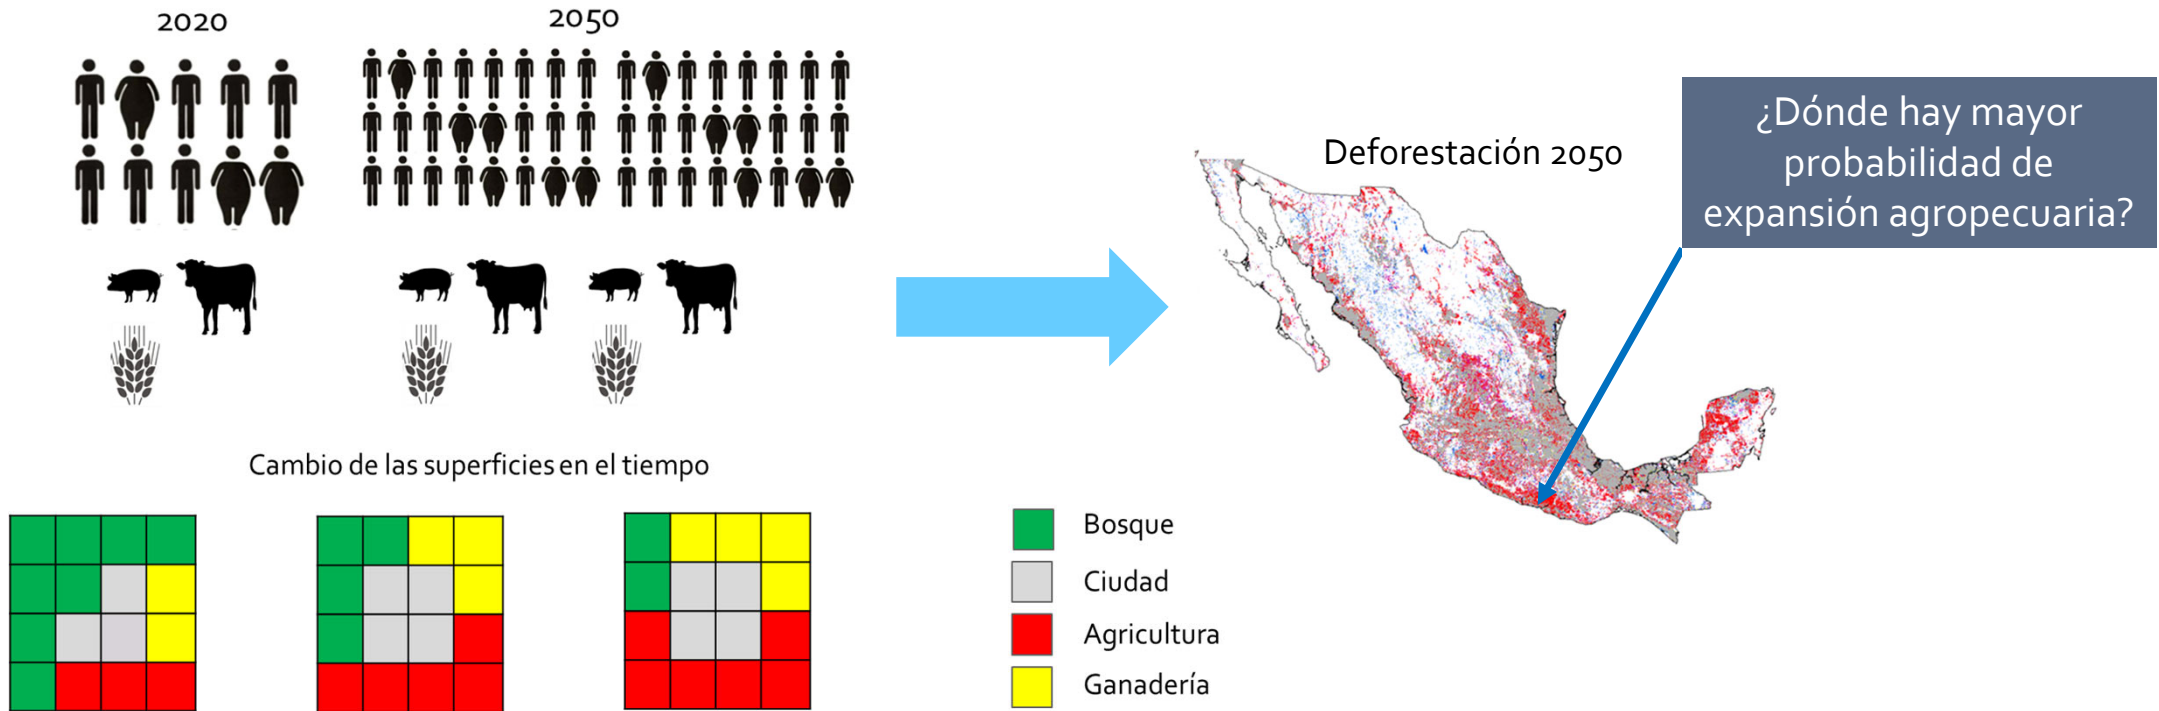 2020
2050
Deforestación 2050
¿Dónde hay mayor
probabilidad de
expansión agropecuaria?
Cambio de las superficies en el tiempo
Bosque
Ciudad
Agricultura
Ganadería